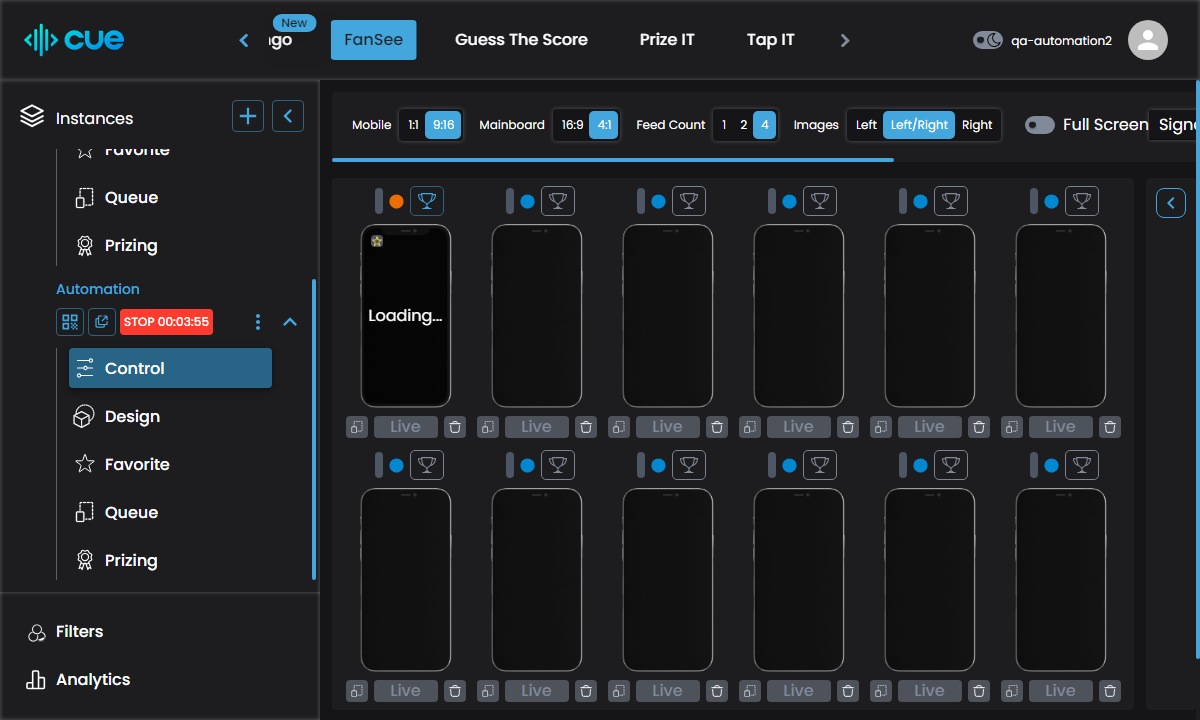 cue
New
ngo
FanSee
Guess The Score
Prize IT
Tap IT
qa-automation2
Instances
Favorite
Queue
Prizing
Automation
STOP 00:03:55
Control
Design
Favorite
Queue
Prizing
Filters
Analytics
Mobile 1:1 9:16 Mainboard 16:9 4:1 Feed Count 1 2 4 Images Left Left/Right Right Full Screen
Loading...
Live Live Live Live Live Live
Live Live Live Live Live Live